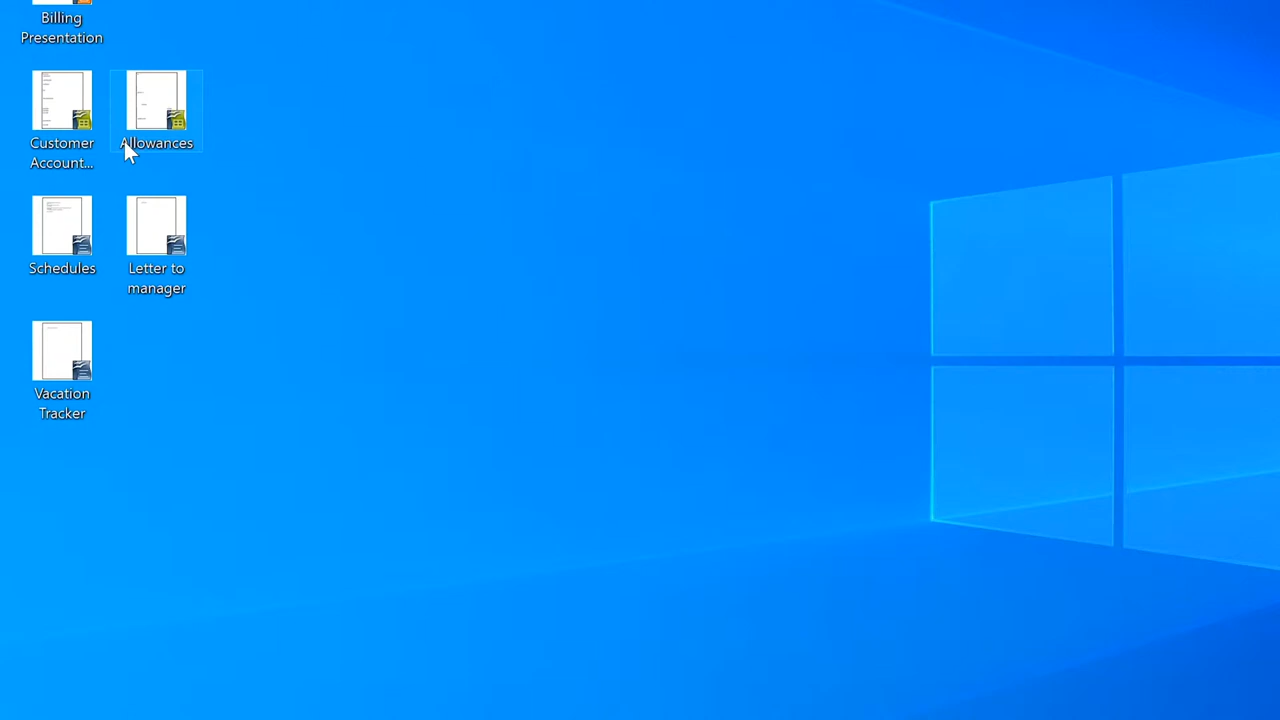 Billing
Presentation
Customer
Account...
Allowances
Schedules
Letter to
manager
Vacation
Tracker